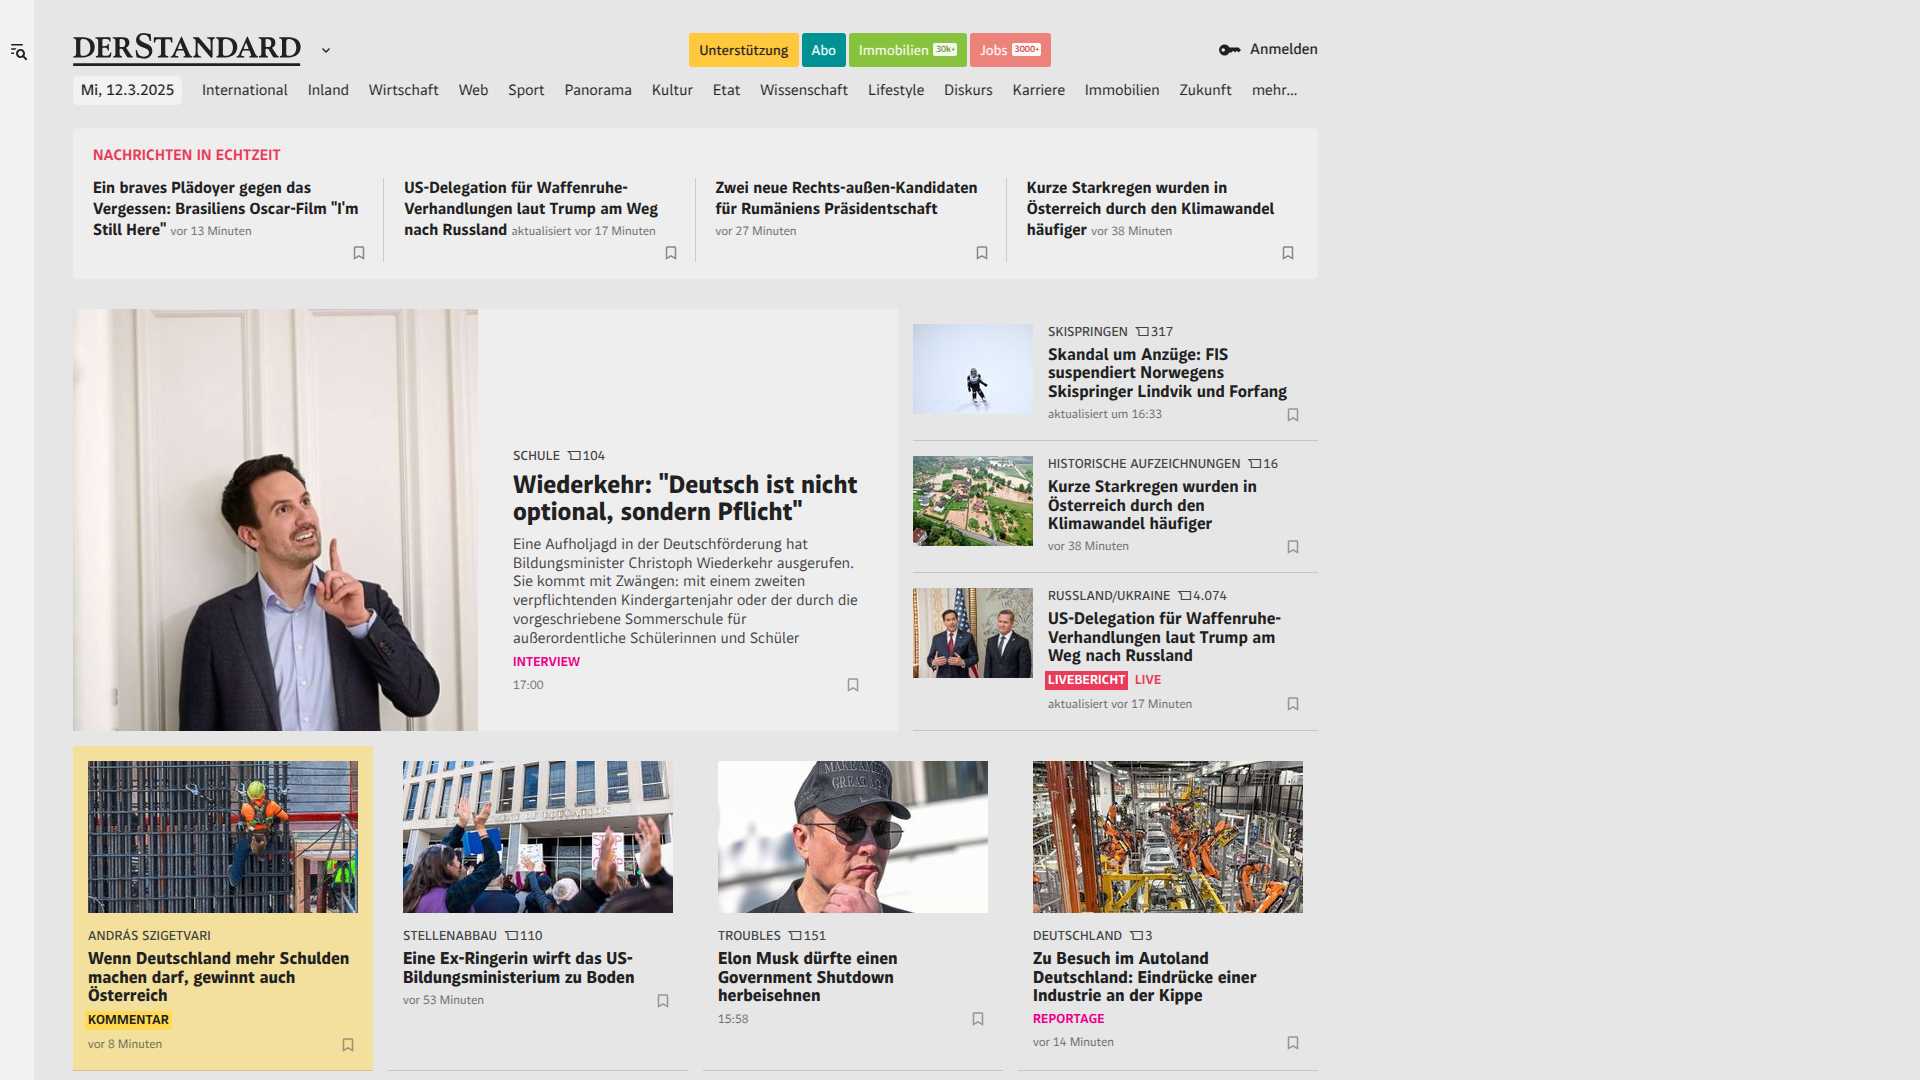 DERSTANDARD
Unterstützung
Abo
Immobilien 30k+
Jobs 3000+
Anmelden
Mi, 12.3.2025
International
Inland
Wirtschaft
Web
Sport
Panorama
Kultur
Etat
Wissenschaft
Lifestyle
Diskurs
Karriere
Immobilien
Zukunft
mehr...
NACHRICHTEN IN ECHTZEIT
Ein braves Plädoyer gegen das
Vergessen: Brasiliens Oscar-Film "I'm
Still Here" vor 13 Minuten
US-Delegation für Waffenruhe-
Verhandlungen laut Trump am Weg
nach Russland aktualisiert vor 17 Minuten
Zwei neue Rechts-außen-Kandidaten
für Rumäniens Präsidentschaft
vor 27 Minuten
Kurze Starkregen wurden in
Österreich durch den Klimawandel
häufiger vor 38 Minuten
SCHULE 104
Wiederkehr: "Deutsch ist nicht
optional, sondern Pflicht"
Eine Aufholjagd in der Deutschförderung hat
Bildungsminister Christoph Wiederkehr ausgerufen.
Sie kommt mit Zwängen: mit einem zweiten
verpflichtenden Kindergartenjahr oder der durch die
vorgeschriebene Sommerschule für
außerordentliche Schülerinnen und Schüler
INTERVIEW
17:00
SKISPRINGEN 317
Skandal um Anzüge: FIS
suspendiert Norwegens
Skispringer Lindvik und Forfang
aktualisiert um 16:33
HISTORISCHE AUFZEICHNUNGEN 16
Kurze Starkregen wurden in
Österreich durch den
Klimawandel häufiger
vor 38 Minuten
RUSSLAND/UKRAINE 4.074
US-Delegation für Waffenruhe-
Verhandlungen laut Trump am
Weg nach Russland
LIVEBERICHT LIVE
aktualisiert vor 17 Minuten
ANDRÁS SZIGETVARI
Wenn Deutschland mehr Schulden
machen darf, gewinnt auch
Österreich
KOMMENTAR
vor 8 Minuten
STELLENABBAU 110
Eine Ex-Ringerin wirft das US-
Bildungsministerium zu Boden
vor 53 Minuten
MAKE AMERICA
GREAT
TROUBLES 151
Elon Musk dürfte einen
Government Shutdown
herbeisehnen
15:58
DEUTSCHLAND 3
Zu Besuch im Autoland
Deutschland: Eindrücke einer
Industrie an der Kippe
REPORTAGE
vor 14 Minuten